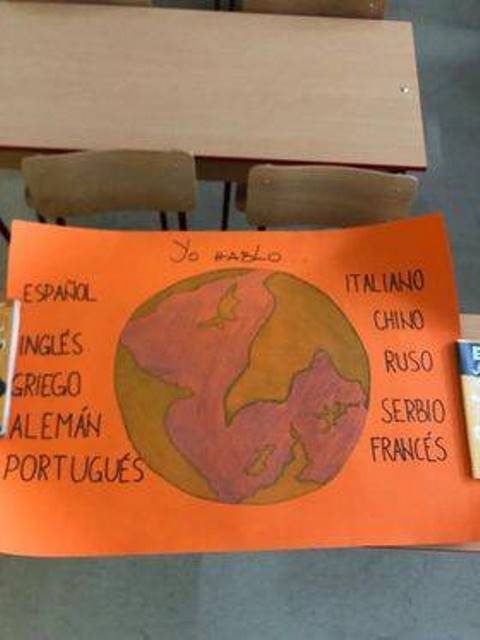 Yo HABLO
ESPAÑOL
INGLÉS
GRIEGO
ALEMÁN
PORTUGUÉS
ITALIANO
CHINO
RUSO
SERBIO
FRANCÉS